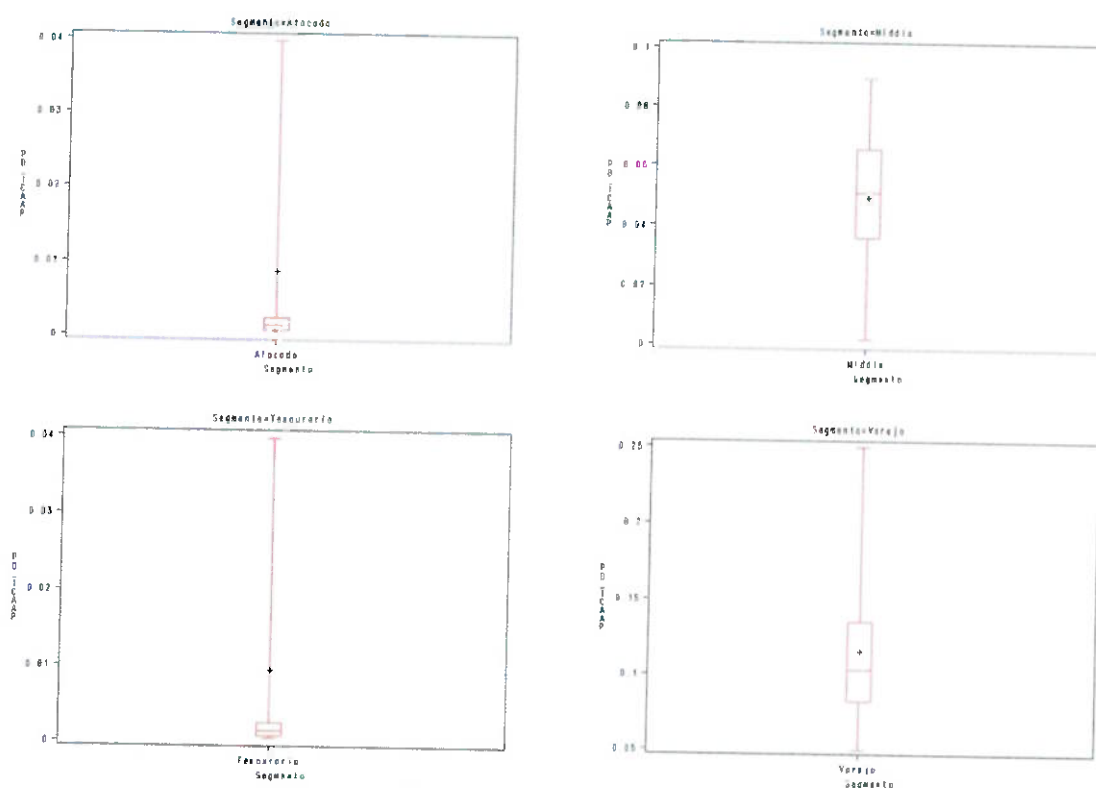 Segmento=Atacado
0.04
0.03
0.02
0.01
0
PD_ICAAP
Atacado
Segmento
Segmento=Middle
0.1
0.08
0.06
0.04
0.02
0
PD_ICAAP
Middle
Segmento
Segmento=Tesouraria
0.04
0.03
0.02
0.01
0
PD_ICAAP
Tesouraria
Segmento
Segmento=Varejo
0.25
0.2
0.15
0.1
0.05
PD_ICAAP
Varejo
Segmento